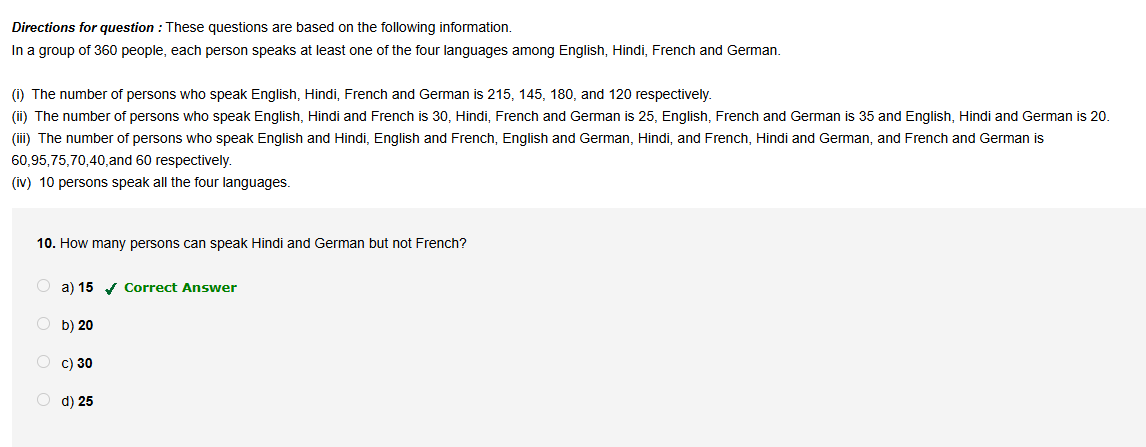 Directions for question : These questions are based on the following information.
In a group of 360 people, each person speaks at least one of the four languages among English, Hindi, French and German.
(i) The number of persons who speak English, Hindi, French and German is 215, 145, 180, and 120 respectively.
(ii) The number of persons who speak English, Hindi and French is 30, Hindi, French and German is 25, English, French and German is 35 and English, Hindi and German is 20.
(iii) The number of persons who speak English and Hindi, English and French, English and German, Hindi, and French, Hindi and German, and French and German is
60,95,75,70,40,and 60 respectively.
(iv) 10 persons speak all the four languages.
10. How many persons can speak Hindi and German but not French?
a) 15 ✓ Correct Answer
b) 20
c) 30
d) 25